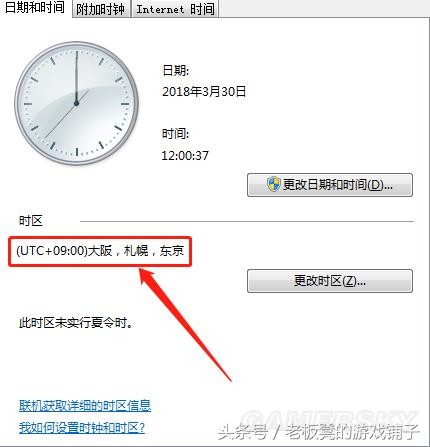 日期和时间 附加时钟 Internet 时间
日期:
2018年3月30日
时间:
12:00:37
更改日期和时间(D)...
时区
(UTC+09:00)大阪，札幌，东京
更改时区(Z)...
此时区未实行夏令时。
联机获取详细的时区信息
我如何设置时钟和时区?
GAMERSKY
头条号／老板凳的游戏铺子